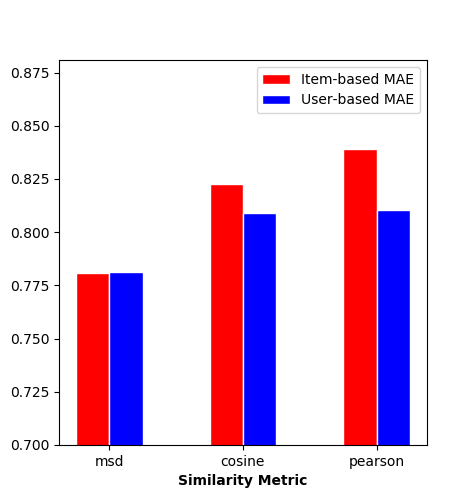 0.875
0.850
0.825
0.800
0.775
0.750
0.725
0.700
Item-based MAE
User-based MAE
msd
cosine
pearson
Similarity Metric